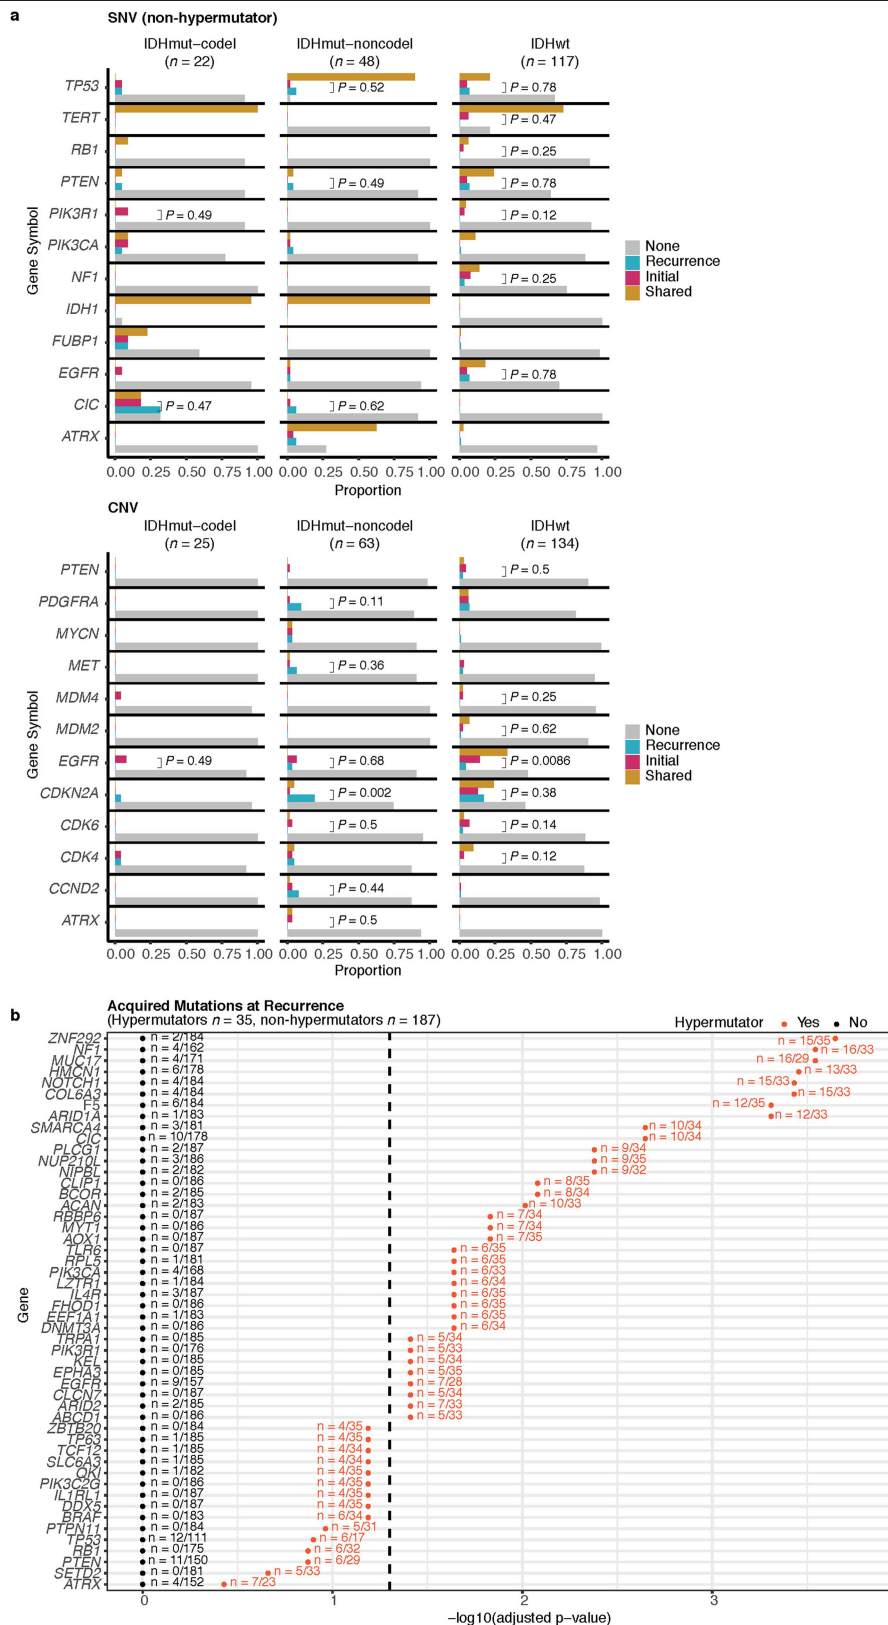 a
SNV (non-hypermutator)
IDHmut−codel
(n = 22)
IDHmut−noncodel
(n = 48)
IDHwt
(n = 117)
Gene Symbol
TP53
P = 0.52
P = 0.78
TERT
P = 0.47
RB1
P = 0.25
PTEN
P = 0.49
P = 0.78
PIK3R1
P = 0.49
P = 0.12
PIK3CA
NF1
P = 0.25
IDH1
FUBP1
EGFR
P = 0.78
CIC
P = 0.47
P = 0.62
ATRX
None
Recurrence
Initial
Shared
0.00 0.25 0.50 0.75 1.00
0.00 0.25 0.50 0.75 1.00
0.00 0.25 0.50 0.75 1.00
Proportion
CNV
IDHmut−codel
(n = 25)
IDHmut−noncodel
(n = 63)
IDHwt
(n = 134)
Gene Symbol
PTEN
P = 0.5
PDGFRA
P = 0.11
MYCN
MET
P = 0.36
MDM4
P = 0.25
MDM2
P = 0.62
EGFR
P = 0.49
P = 0.68
P = 0.0086
CDKN2A
P = 0.002
P = 0.38
CDK6
P = 0.5
P = 0.14
CDK4
P = 0.12
CCND2
P = 0.44
ATRX
P = 0.5
None
Recurrence
Initial
Shared
0.00 0.25 0.50 0.75 1.00
0.00 0.25 0.50 0.75 1.00
0.00 0.25 0.50 0.75 1.00
Proportion
b
Acquired Mutations at Recurrence
(Hypermutators n = 35, non-hypermutators n = 187)
Hypermutator Yes No
Gene
ZNF292 n = 2/184 n = 15/35
NF1 n = 4/162 n = 16/33
MUC17 n = 4/171 n = 16/29
HMCN1 n = 6/178 n = 13/33
NOTCH1 n = 4/184 n = 15/33
COL6A3 n = 4/184 n = 15/33
F5 n = 6/184 n = 12/35
ARID1A n = 1/183 n = 12/33
SMARCA4 n = 3/181 n = 10/34
CIC n = 10/178 n = 10/34
PLCG1 n = 2/187 n = 9/34
NUP210L n = 3/186 n = 9/35
NIPBL n = 2/182 n = 9/32
CLIP1 n = 0/186 n = 8/35
BCOR n = 2/185 n = 8/34
ACAN n = 2/183 n = 10/33
RBBP6 n = 0/187 n = 7/34
MYT1 n = 0/186 n = 7/34
AOX1 n = 0/187 n = 7/35
TLR6 n = 0/187 n = 6/35
RPL5 n = 1/181 n = 6/35
PIK3CA n = 4/168 n = 6/33
LZTR1 n = 1/184 n = 6/34
IL4R n = 3/187 n = 6/35
FHOD1 n = 0/186 n = 6/35
EEF1A1 n = 1/183 n = 6/35
DNMT3A n = 0/186 n = 6/34
TRPA1 n = 0/185 n = 5/34
PIK3R1 n = 0/176 n = 5/33
KEL n = 0/185 n = 5/34
EPHA3 n = 0/185 n = 5/35
EGFR n = 9/157 n = 7/28
CLCN7 n = 0/187 n = 5/34
ARID2 n = 2/185 n = 7/33
ABCD1 n = 0/186 n = 5/33
ZBTB20 n = 0/184 n = 4/35
TP63 n = 1/185 n = 4/35
TCF12 n = 1/185 n = 4/34
SLC6A3 n = 1/185 n = 4/34
QKI n = 1/182 n = 4/35
PIK3C2G n = 0/186 n = 4/35
IL1RL1 n = 0/187 n = 4/35
DDX5 n = 0/187 n = 4/35
BRAF n = 0/183 n = 6/34
PTPN11 n = 0/184 n = 5/31
TP53 n = 12/111 n = 6/17
RB1 n = 0/175 n = 6/32
PTEN n = 11/150 n = 6/29
SETD2 n = 0/181 n = 5/33
ATRX n = 4/152 n = 7/23
0 1 2 3
−log10(adjusted p−value)